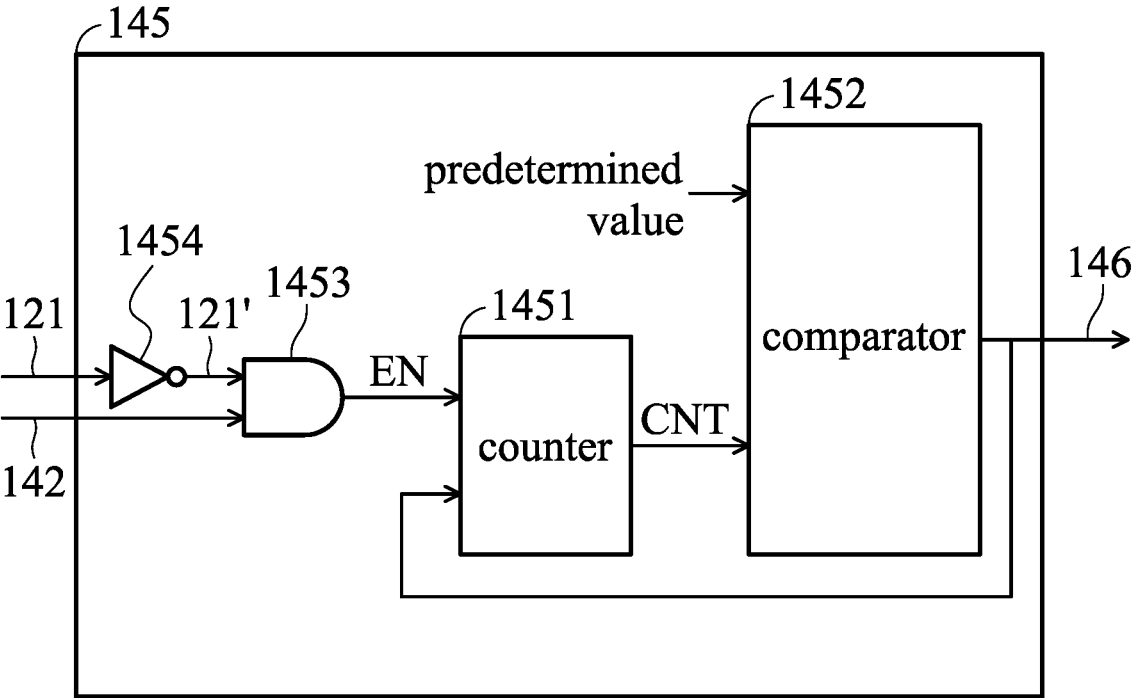 145
1452
predetermined
value
1454
1453
146
121
121'
1451
comparator
EN
CNT
counter
142